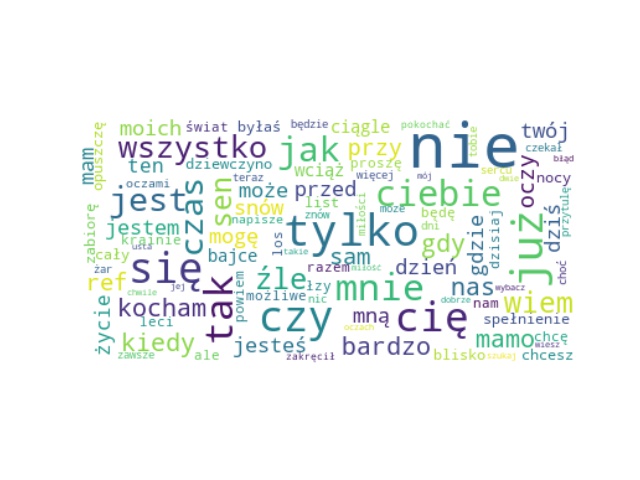 moich świat byłaś będzie ciągle pokochać nie twój
mam opuszczę wszystko jak przy tobie czekał
ten dziewczyno wciąż proszę sercu oczy błąd
oczami teraz więcej mój dwie nocy
jest czas sen może przed ciebie przytulę
snów list miłości może będę już dziś
zabiorę jestem napisze znów tylko dni gdzie dzisiaj
krainie mogę los gdy
cały usta bajce takie sam
żar się razem miłość dzień choć
ref jej tak powiem źle łzy mnie nas wybacz
chwile możliwe nic dobrze nam wiem
życie kocham czy mną cię spełnienie
leci oczach
kiedy jesteś bardzo mamo chcę
zawsze ale zakręcił blisko szukaj wiesz chcesz